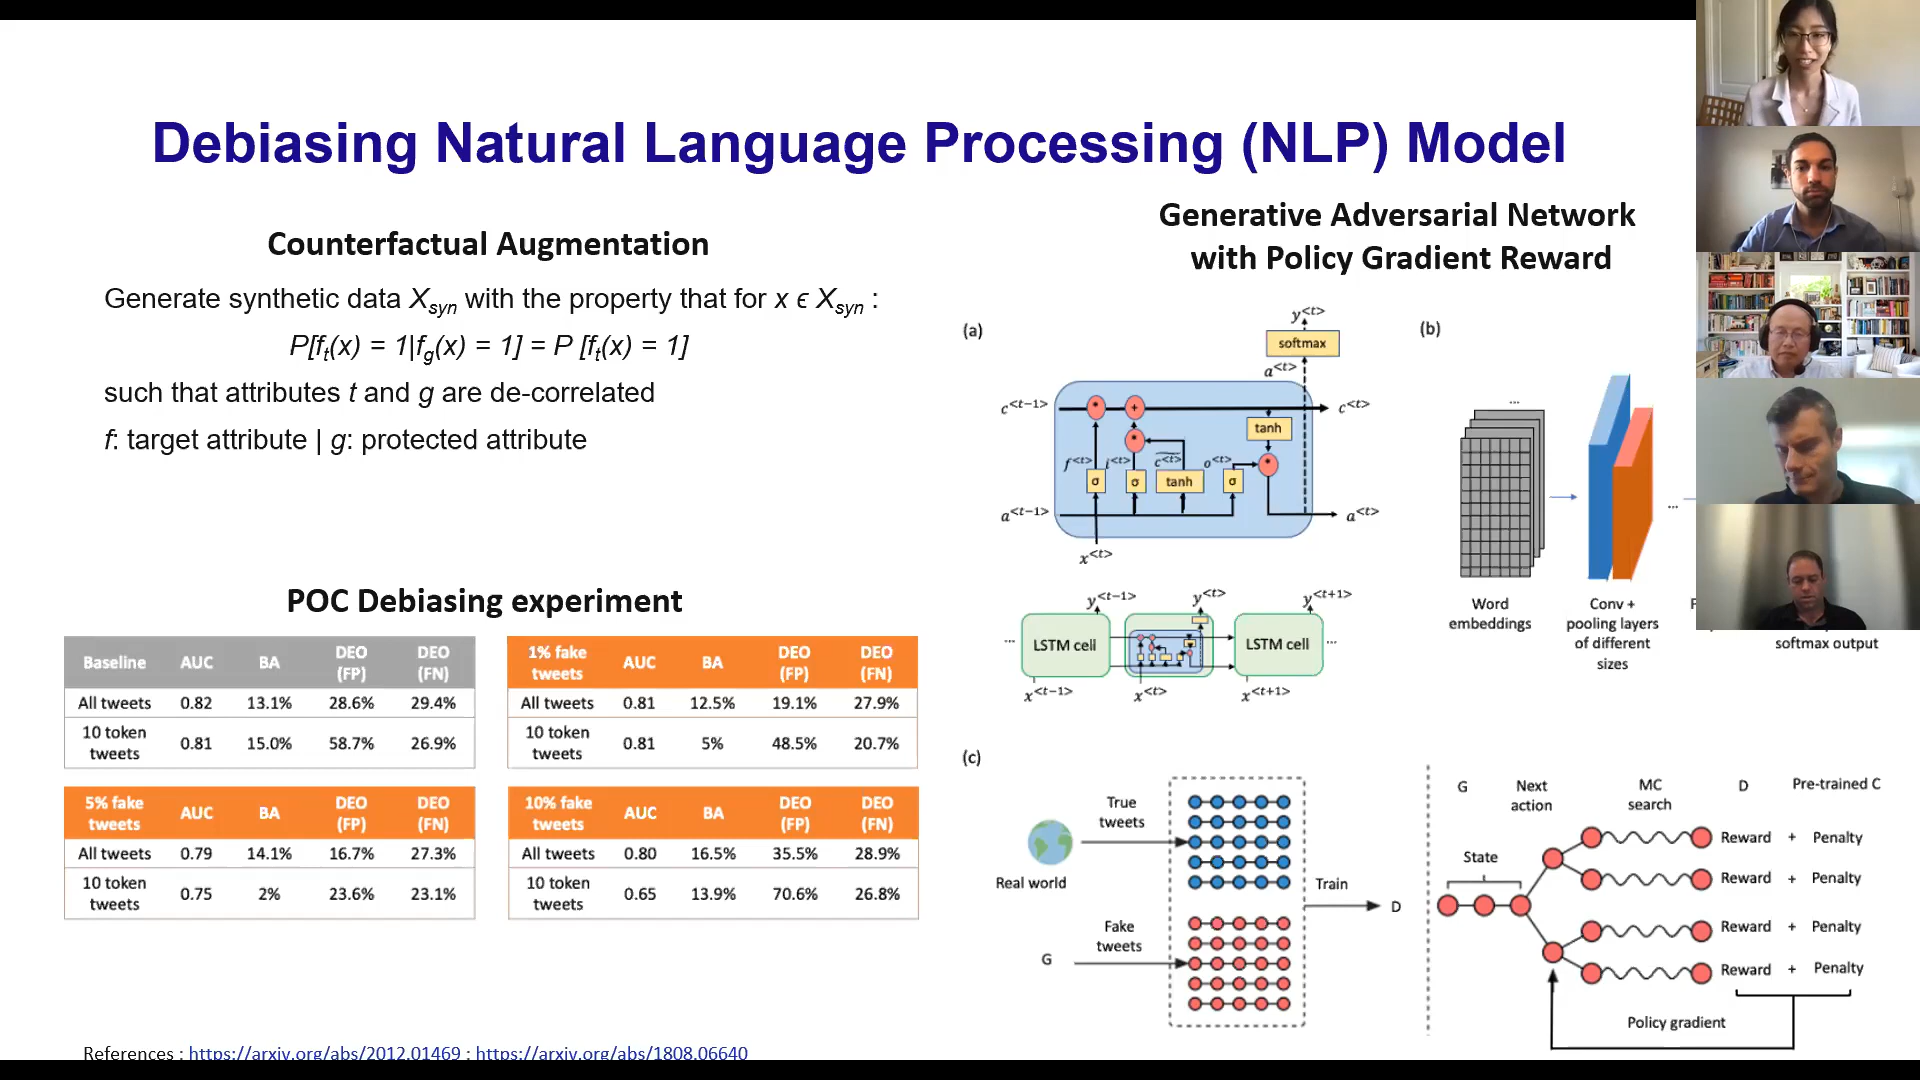 Debiasing Natural Language Processing (NLP) Model
Counterfactual Augmentation
Generate synthetic data Xsyn with the property that for x ϵ Xsyn :
P[ft(x) = 1|fg(x) = 1] = P [ft(x) = 1]
such that attributes t and g are de-correlated
f: target attribute | g: protected attribute
POC Debiasing experiment
Baseline AUC BA DEO (FP) DEO (FN)
All tweets 0.82 13.1% 28.6% 29.4%
10 token tweets 0.81 15.0% 58.7% 26.9%
1% fake tweets AUC BA DEO (FP) DEO (FN)
All tweets 0.81 12.5% 19.1% 27.9%
10 token tweets 0.81 5% 48.5% 20.7%
5% fake tweets AUC BA DEO (FP) DEO (FN)
All tweets 0.79 14.1% 16.7% 27.3%
10 token tweets 0.75 2% 23.6% 23.1%
10% fake tweets AUC BA DEO (FP) DEO (FN)
All tweets 0.80 16.5% 35.5% 28.9%
10 token tweets 0.65 13.9% 70.6% 26.8%
References : https://arxiv.org/abs/2012.01469 ; https://arxiv.org/abs/1808.06640
Generative Adversarial Network
with Policy Gradient Reward
(a)
y<t>
softmax
a<t>
c<t−1>
*
+
c<t>
tanh
*
f<t> i<t> c<t> o<t>
*
σ σ tanh σ
a<t−1>
a<t>
x<t>
y<t−1> y<t> y<t+1>
...
LSTM cell
LSTM cell
...
x<t−1> x<t> x<t+1>
(b)
...
...
Word
embeddings
Conv +
pooling layers
of different
sizes
F
softmax output
(c)
True
tweets
Real world
Fake
tweets
G
Train
D
G
Next
action
MC
search
D
Pre-trained C
State
Reward + Penalty
Reward + Penalty
Reward + Penalty
Reward + Penalty
Policy gradient